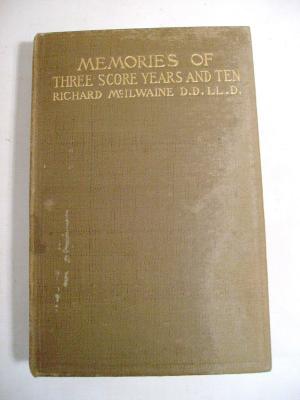 MEMORIES OF
THREE SCORE YEARS AND TEN
RICHARD McILWAINE D.D. LL.D.